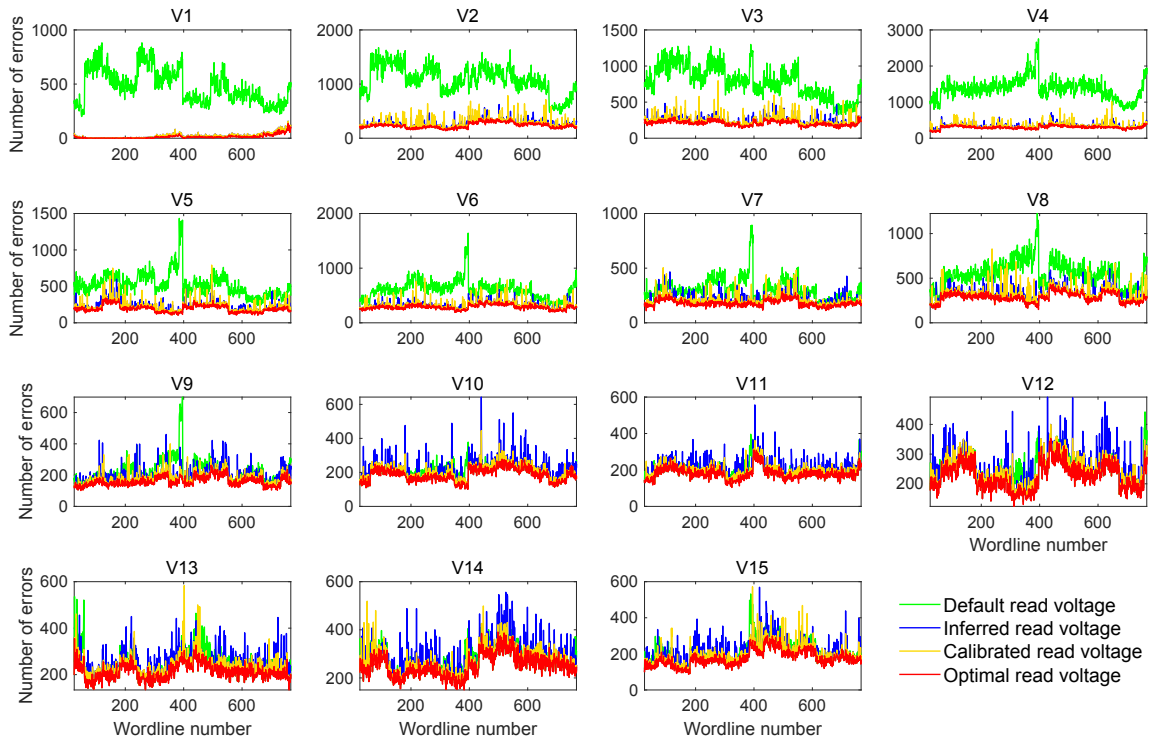 V1 V2 V3 V4
Number of errors
1000 500 0
2000 1500 1000 500 0
1500 1000 500 0
3000 2000 1000 0
200 400 600 200 400 600 200 400 600 200 400 600
V5 V6 V7 V8
Number of errors
1500 1000 500 0
2000 1000 0
1000 500 0
1000 500 0
200 400 600 200 400 600 200 400 600 200 400 600
V9 V10 V11 V12
Number of errors
600 400 200 0
600 400 200 0
600 400 200 0
400 300 200
200 400 600 200 400 600 200 400 600 200 400 600
Wordline number
V13 V14 V15
Number of errors
600 400 200
600 400 200
600 400 200 0
200 400 600 200 400 600 200 400 600
Wordline number Wordline number Wordline number
Default read voltage
Inferred read voltage
Calibrated read voltage
Optimal read voltage